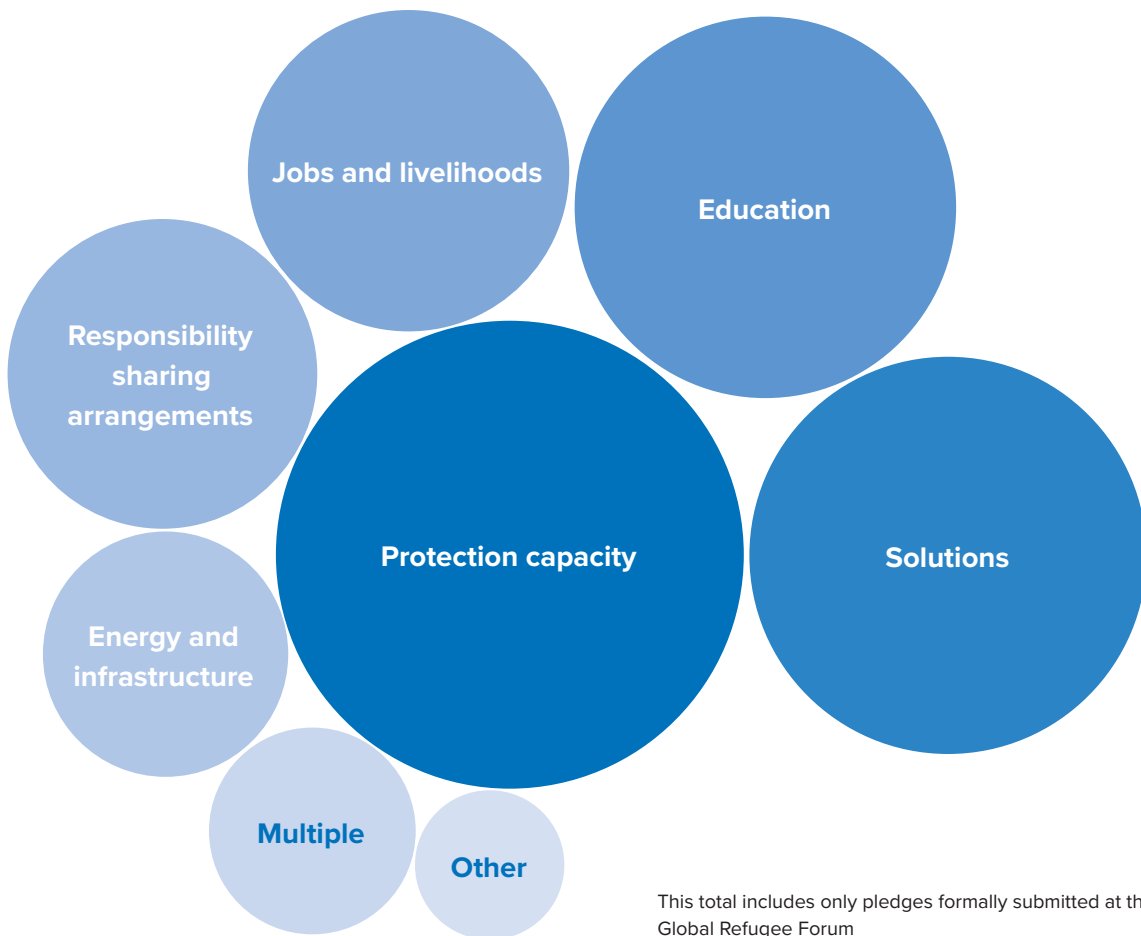 Jobs and livelihoods
Education
Responsibility
sharing
arrangements
Protection capacity
Solutions
Energy and
infrastructure
Multiple
Other
This total includes only pledges formally submitted at
Global Refugee Forum